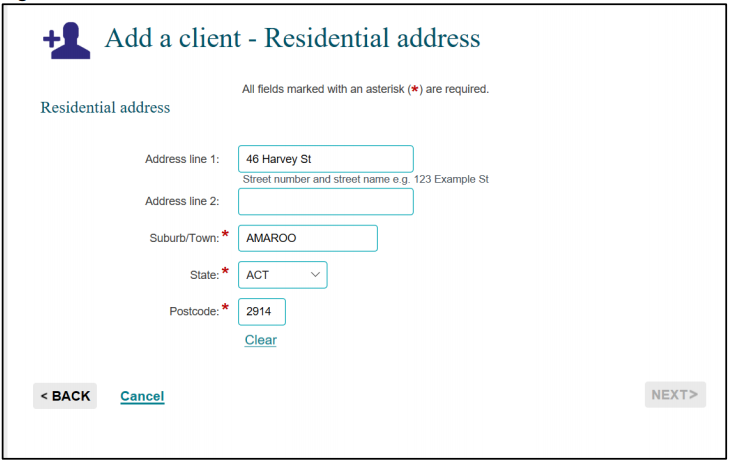 Add a client - Residential address
All fields marked with an asterisk (*) are required.
Residential address
Address line 1: 46 Harvey St
Street number and street name e.g. 123 Example St
Address line 2:
Suburb/Town: * AMAROO
State: * ACT
Postcode: * 2914
Clear
< BACK Cancel NEXT>